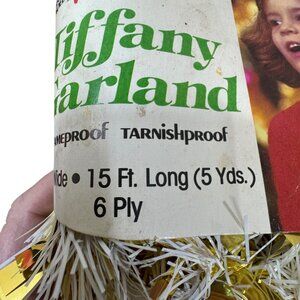 Tiffany
Garland
TARNISHPROOF
• 15 Ft. Long (5 Yds.)
6 Ply